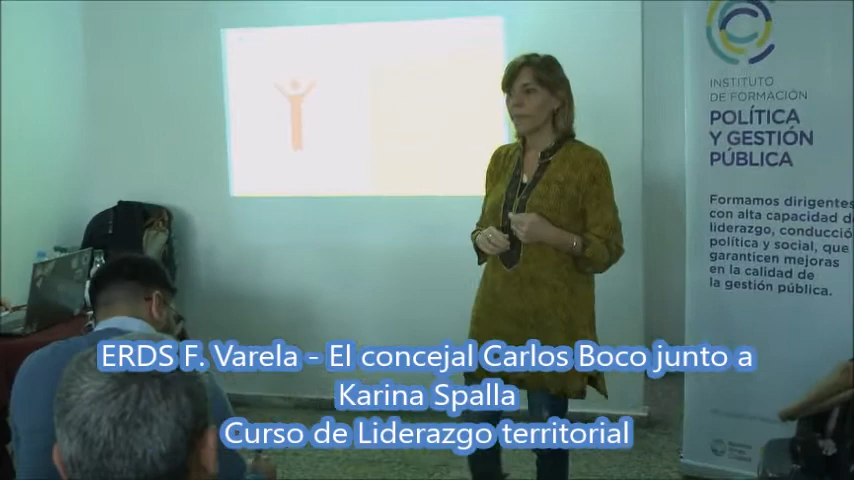 INSTITUTO
DE FORMACIÓN
POLÍTICA
Y GESTIÓN
PÚBLICA
Formamos dirigentes
con alta capacidad de
liderazgo, conducció
política y social, que
garanticen mejoras
en la calidad de
la gestión pública.
ERDS F. Varela - El concejal Carlos Boco junto a
Karina Spalla
Curso de Liderazgo territorial